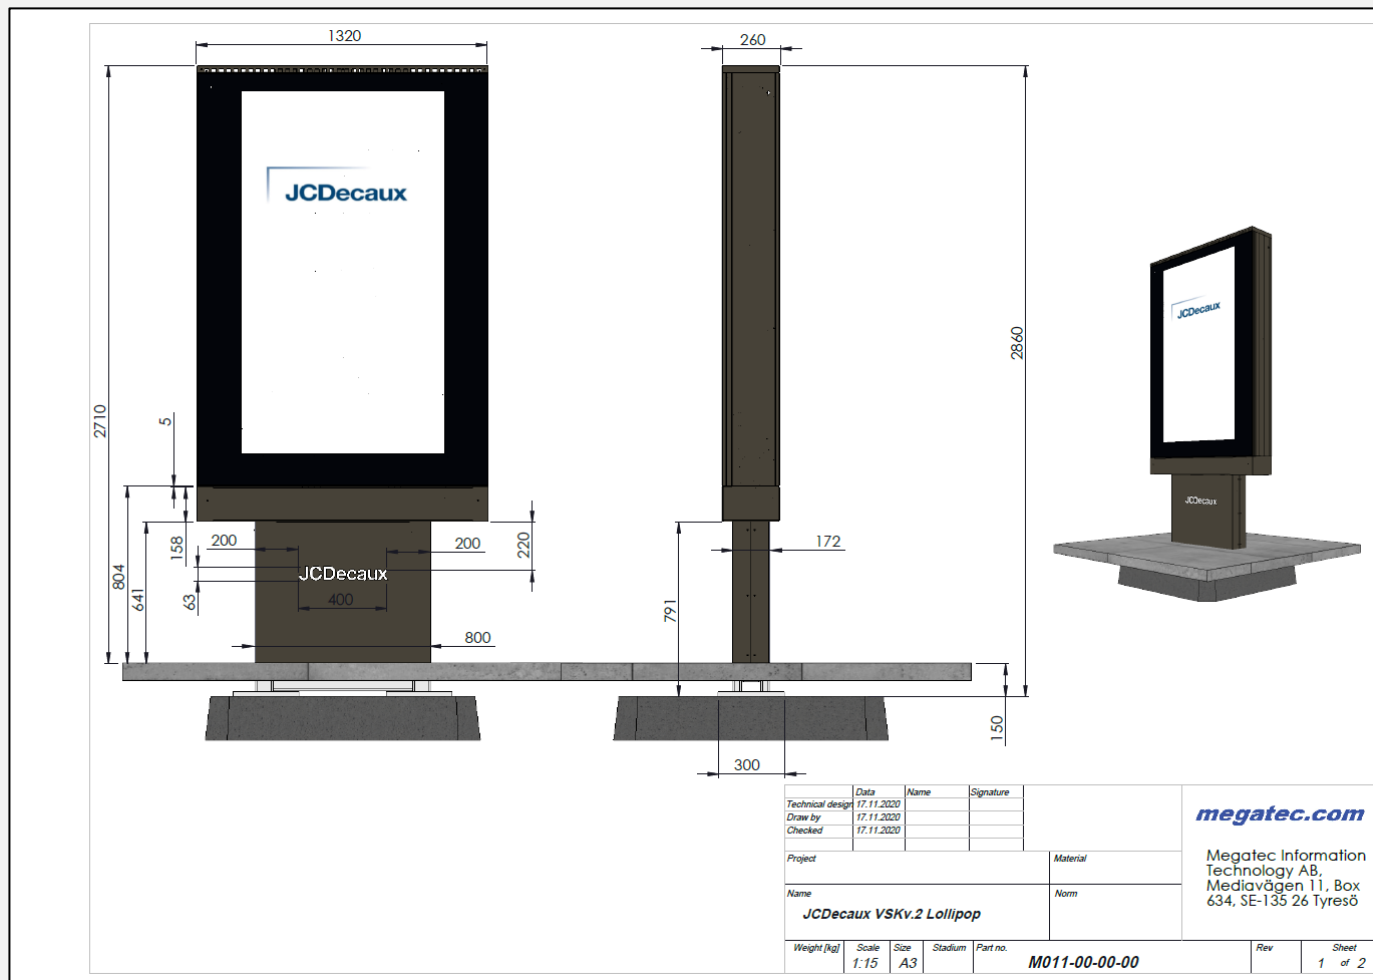 1320
260
JCDecaux
JCDecaux
2860
2710
5
200
158
200
220
172
804
641
63
JCDecaux
400
JCDecaux
791
800
150
300
Data Name Signature
Technical design 17.11.2020
Draw by 17.11.2020
Checked 17.11.2020
megatec.com
Megatec Information
Technology AB,
Mediavägen 11, Box
634, SE-135 26 Tyresö
Project Material
Name Norm
JCDecaux VSKv.2 Lollipop
Weight [kg] Scale Size Stadium Part no. Rev Sheet
1:15 A3 M011-00-00-00 1 of 2